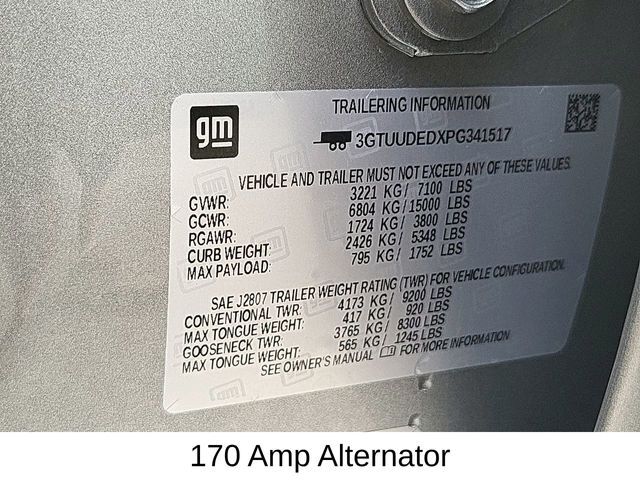 gm
TRAILERING INFORMATION
3GTUUDEDXPG341517
VEHICLE AND TRAILER MUST NOT EXCEED ANY OF THESE VALUES.
GVWR: 3221 KG/ 7100 LBS
GCWR: 6804 KG/15000 LBS
RGAWR: 1724 KG/ 3800 LBS
CURB WEIGHT: 2426 KG/ 5348 LBS
MAX PAYLOAD: 795 KG/ 1752 LBS
SAE J2807 TRAILER WEIGHT RATING (TWR) FOR VEHICLE CONFIGURATION.
CONVENTIONAL TWR: 4173 KG/ 9200 LBS
MAX TONGUE WEIGHT: 417 KG/ 920 LBS
GOOSENECK TWR: 3765 KG/ 8300 LBS
MAX TONGUE WEIGHT: 565 KG/ 1245 LBS
SEE OWNER'S MANUAL FOR MORE INFORMATION
170 Amp Alternator